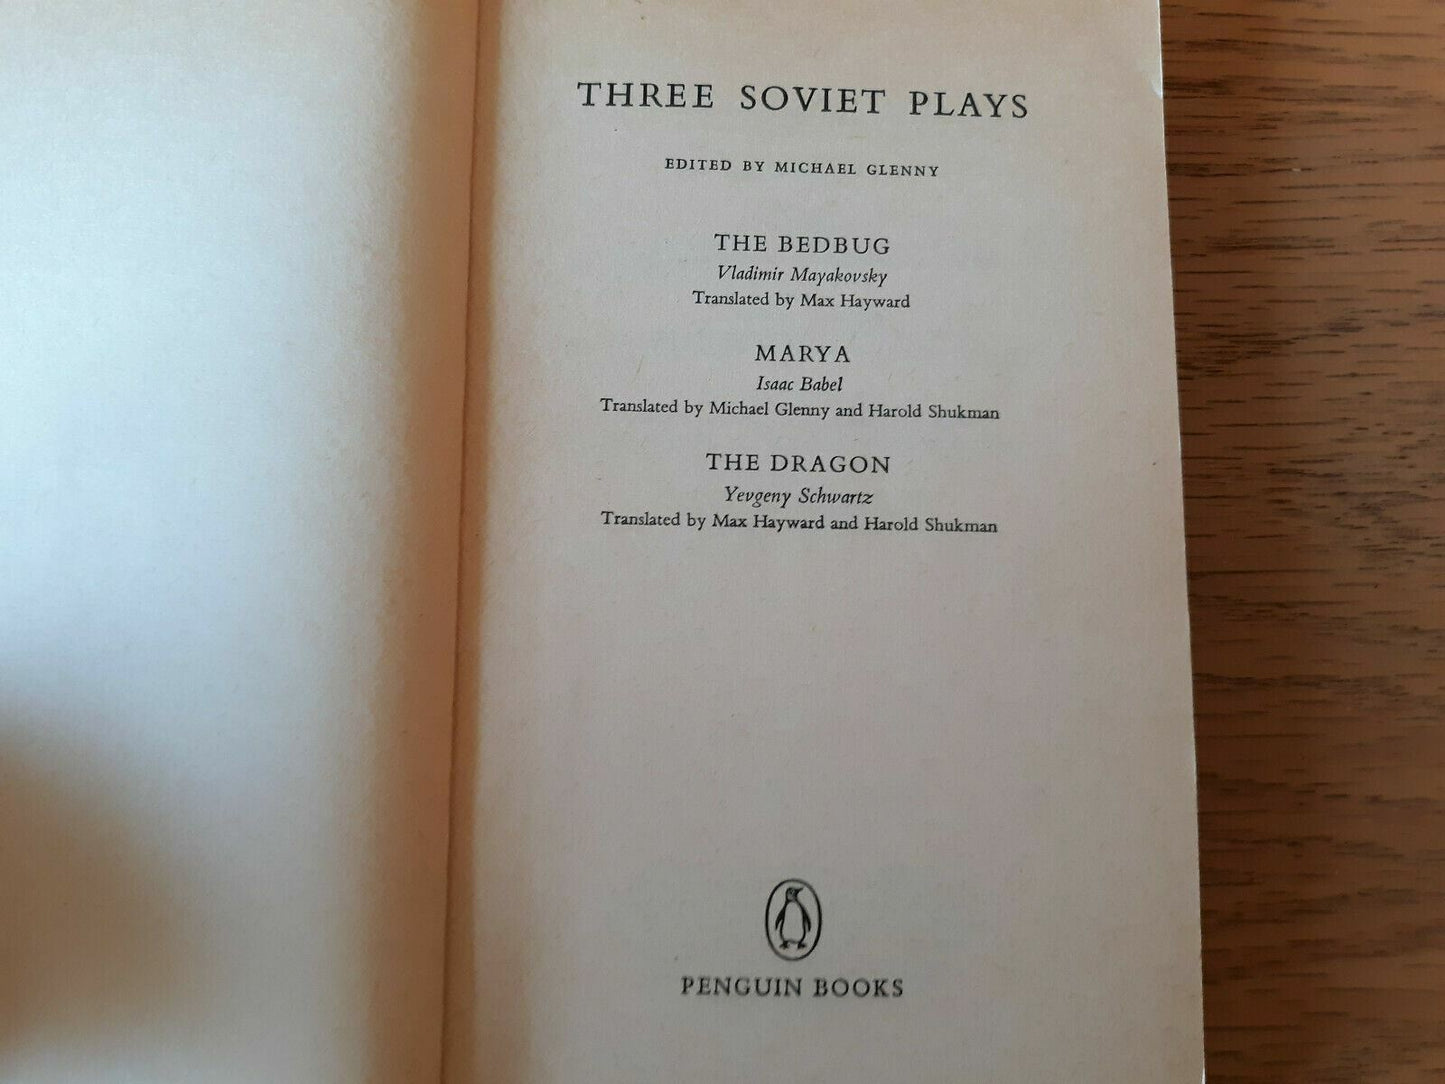 THREE SOVIET PLAYS
EDITED BY MICHAEL GLENNY
THE BEDBUG
Vladimir Mayakovsky
Translated by Max Hayward
MARYA
Isaac Babel
Translated by Michael Glenny and Harold Shukman
THE DRAGON
Yevgeny Schwartz
Translated by Max Hayward and Harold Shukman
PENGUIN BOOKS